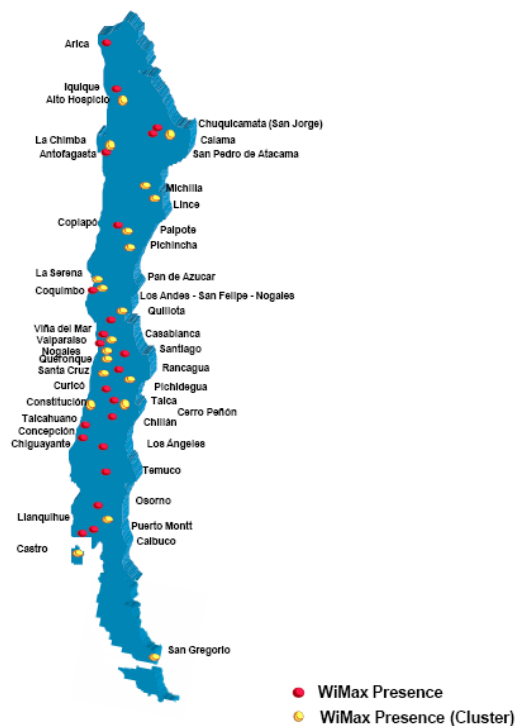 Arica
Iquique
Alto Hospicio
Chuquicamata (San Jorge)
La Chimba
Calama
Antofagasta
San Pedro de Atacama
Michilla
Lince
Copiapó
Paipote
Pichincha
La Serena
Pan de Azucar
Coquimbo
Los Andes - San Felipe - Nogales
Quillota
Viña del Mar
Casablanca
Valparaiso
Nogales
Santiago
Queronque
Rancagua
Santa Cruz
Curicó
Pichidegua
Constitución
Talca
Cerro Peñón
Talcahuano
Chillán
Concepción
Chiguayante
Los Ángeles
Temuco
Osorno
Llanquihue
Puerto Montt
Calbuco
Castro
San Gregorio
WiMax Presence
WiMax Presence (Cluster)